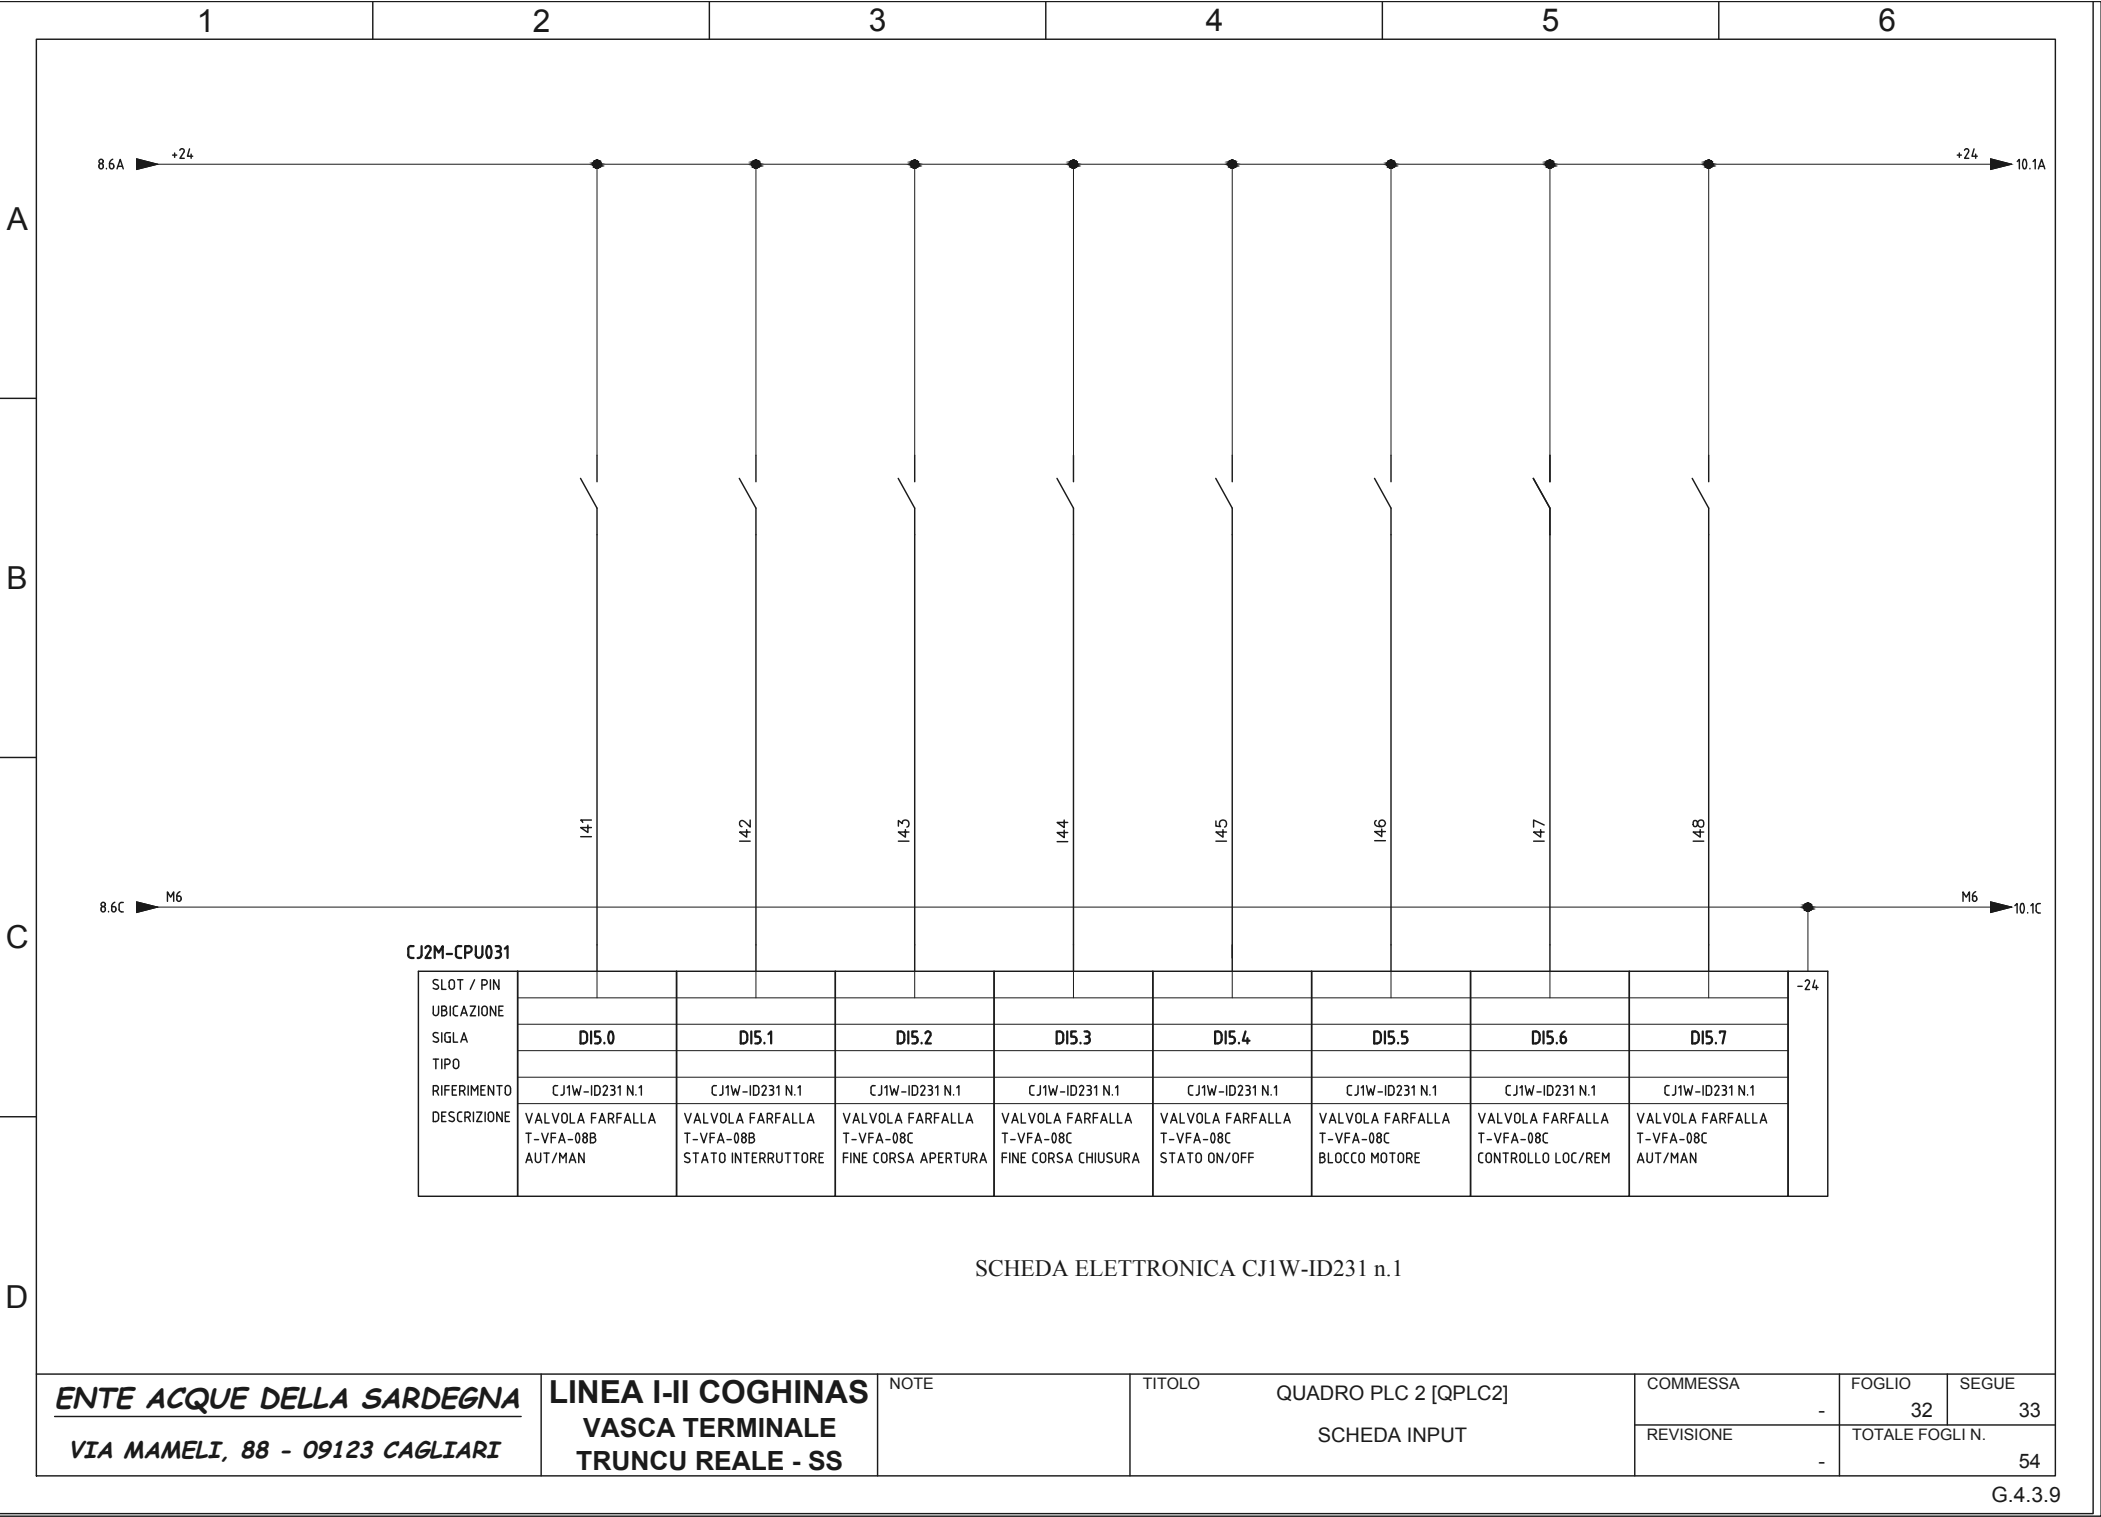 1 2 3 4 5 6
A
B
C
D
8.6A +24 +24 10.1A
I41 I42 I43 I44 I45 I46 I47 I48
8.6C M6 M6 10.1C
CJ2M-CPU031
SLOT / PIN -24
UBICAZIONE
SIGLA DI5.0 DI5.1 DI5.2 DI5.3 DI5.4 DI5.5 DI5.6 DI5.7
TIPO
RIFERIMENTO CJ1W-ID231 N.1 CJ1W-ID231 N.1 CJ1W-ID231 N.1 CJ1W-ID231 N.1 CJ1W-ID231 N.1 CJ1W-ID231 N.1 CJ1W-ID231 N.1 CJ1W-ID231 N.1
DESCRIZIONE VALVOLA FARFALLA VALVOLA FARFALLA VALVOLA FARFALLA VALVOLA FARFALLA VALVOLA FARFALLA VALVOLA FARFALLA VALVOLA FARFALLA VALVOLA FARFALLA
T-VFA-08B T-VFA-08B T-VFA-08C T-VFA-08C T-VFA-08C T-VFA-08C T-VFA-08C T-VFA-08C
AUT/MAN STATO INTERRUTTORE FINE CORSA APERTURA FINE CORSA CHIUSURA STATO ON/OFF BLOCCO MOTORE CONTROLLO LOC/REM AUT/MAN
SCHEDA ELETTRONICA CJ1W-ID231 n.1
ENTE ACQUE DELLA SARDEGNA
VIA MAMELI, 88 - 09123 CAGLIARI
LINEA I-II COGHINAS
VASCA TERMINALE
TRUNCU REALE - SS
NOTE
TITOLO
QUADRO PLC 2 [QPLC2]
SCHEDA INPUT
COMMESSA
-
REVISIONE
-
FOGLIO
32
SEGUE
33
TOTALE FOGLI N.
54
G.4.3.9